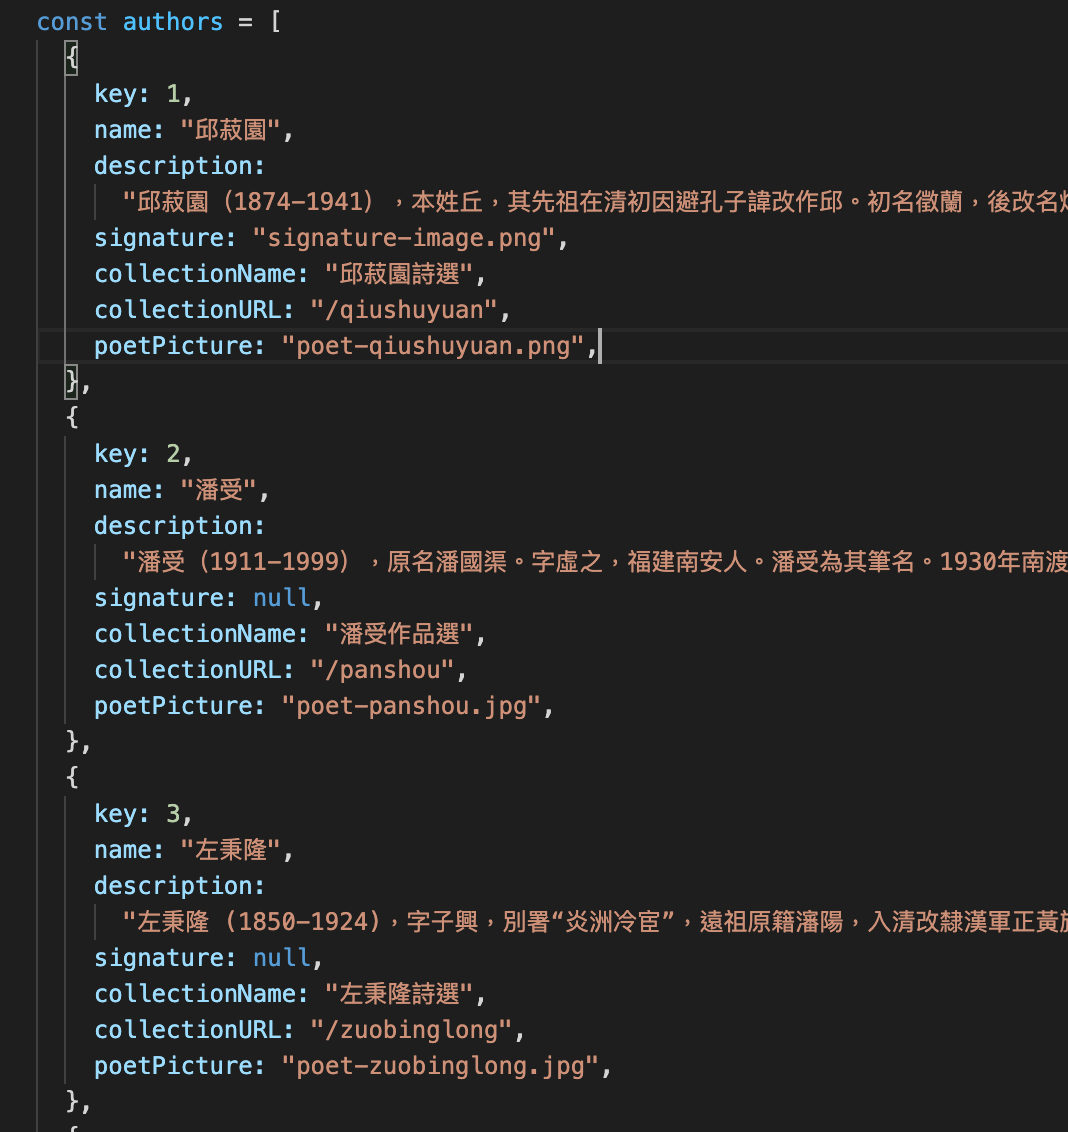 const authors = [
{
key: 1,
name: "邱菽園",
description:
"邱菽園（1874–1941），本姓丘，其先祖在清初因避孔子諱改作邱。初名徵蘭，後改名
signature: "signature-image.png",
collectionName: "邱菽園詩選",
collectionURL: "/qiushuyuan",
poetPicture: "poet-qiushuyuan.png",
},
{
key: 2,
name: "潘受",
description:
"潘受（1911–1999），原名潘國渠。字虛之，福建南安人。潘受為其筆名。1930年南渡
signature: null,
collectionName: "潘受作品選",
collectionURL: "/panshou",
poetPicture: "poet-panshou.jpg",
},
{
key: 3,
name: "左秉隆",
description:
"左秉隆 (1850–1924)，字子興，別署“炎洲冷宦”，遠祖原籍瀋陽，入清改隸漢軍正黃
signature: null,
collectionName: "左秉隆詩選",
collectionURL: "/zuobinglong",
poetPicture: "poet-zuobinglong.jpg",
},
{